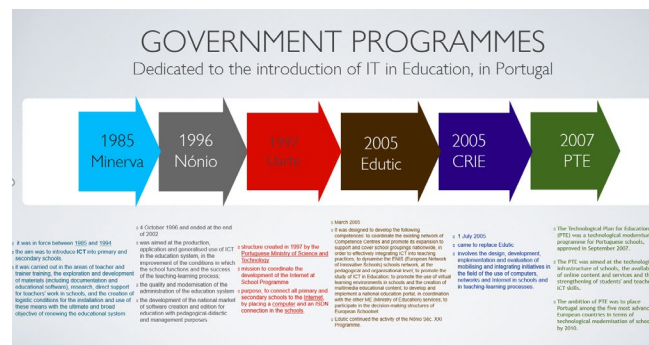 GOVERNMENT PROGRAMMES
Dedicated to the introduction of IT in Education, in Portugal
1985
Minerva
1996
Nónio
1997
2005
Edutic
2005
CRIE
2007
PTE
it was in force between 1985 and 1994
the aim was to introduce ICT into primary and
secondary schools
it was carried out in the areas of teacher and
trainer training, the exploration and development
of materials (including documentation and
educational software), research, direct support
for teachers' work in schools, and the creation of
logistic conditions for the installation and use of
these means with the ultimate and broad
objective of renewing the educational system
4 October 1996 and ended at the end
of 2002
was aimed at the production,
application and generalised use of ICT
in the education system, in the
improvement of the conditions in which
the school functions and the success
of the teaching-learning process;
the quality and modernisation of the
administration of the education system
the development of the national market
of software creation and edition for
education with pedagogical-didactic
and management purposes
structure created in 1997 by the
Portuguese Ministry of Science and
Technology
mission to coordinate the
development of the Internet at
School Programme
purpose, to connect all primary and
secondary schools to the Internet,
by placing a computer and an ISDN
connection in the schools.
March 2005
It was designed to develop the following
competences: to coordinate the existing network of
Competence Centres and promote its expansion to
support and cover school groupings nationwide, in
order to effectively integrating ICT into teaching
practices; to dynamize the ENIS (European Network
of Innovative Schools) schools network, at the
pedagogical and organisational level; to promote the
study of ICT in Education; to promote the use of virtual
learning environments in schools and the creation of
multimedia educational content; to develop and
implement a national education portal, in coordination
with the other ME (Ministry of Education) services; to
participate in the decision-making structures of
European Schoolnet.
Edutic continued the activity of the Nónio Séc. XXI
Programme.
1 July 2005
came to replace Edutic
involves the design, development,
implementation and evaluation of
mobilising and integrating initiatives in
the field of the use of computers,
networks and Internet in schools and
in teaching-learning processes.
The Technological Plan for Education
(PTE) was a technological modernisation
programme for Portuguese schools,
approved in September 2007.
The PTE was aimed at the technological
infrastructure of schools, the
of online content and services and the
strengthening of students' and teachers'
ICT skills.
The ambition of PTE was to place
Portugal among the five most advanced
European countries in terms of
technological modernisation of schools
by 2010.